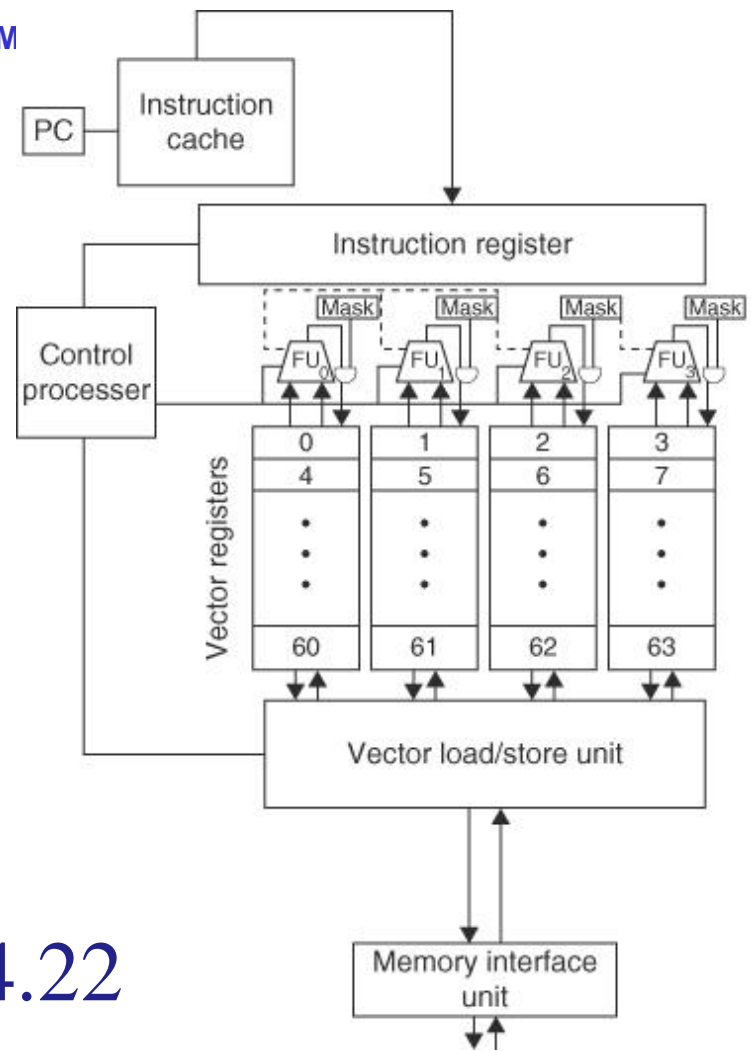 M
Instruction
cache
PC
Instruction register
Mask
Mask
Mask
Mask
Control
processer
FU0
FU1
FU2
FU3
Vector registers
0
1
2
3
4
5
6
7
60
61
62
63
Vector load/store unit
4.22
Memory interface
unit